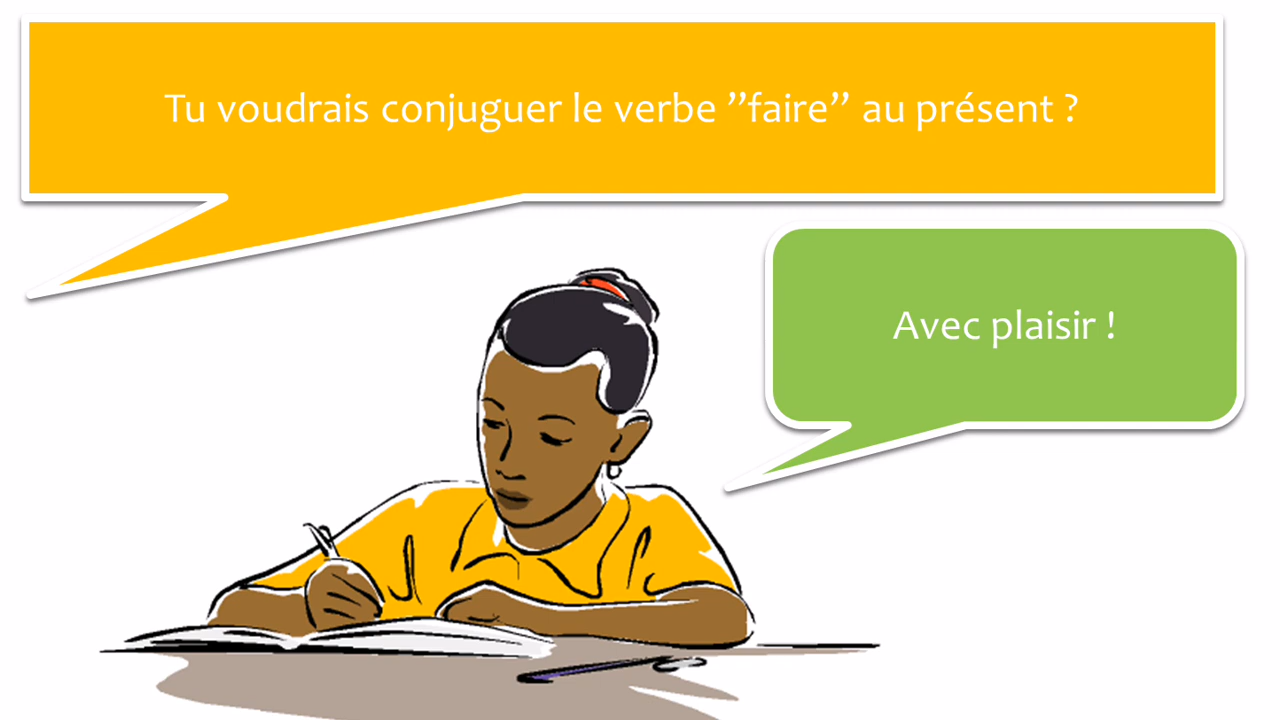 Tu voudrais conjuguer le verbe ”faire” au présent ?
Avec plaisir !